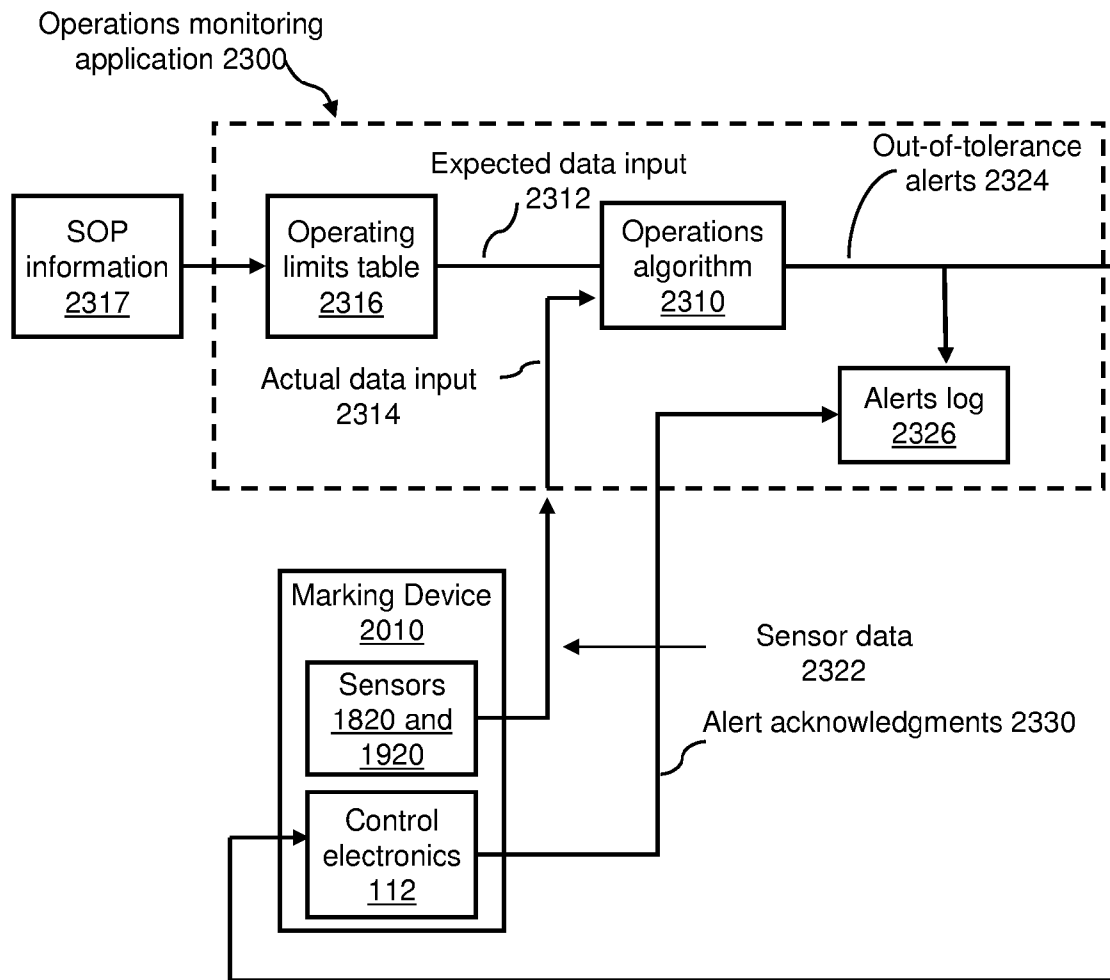 Operations monitoring
application 2300
Out-of-tolerance
alerts 2324
Expected data input
2312
SOP
information
2317
Operating
limits table
2316
Operations
algorithm
2310
Actual data input
2314
Alerts log
2326
Marking Device
2010
Sensors
1820 and
1920
Sensor data
2322
Alert acknowledgments 2330
Control
electronics
112